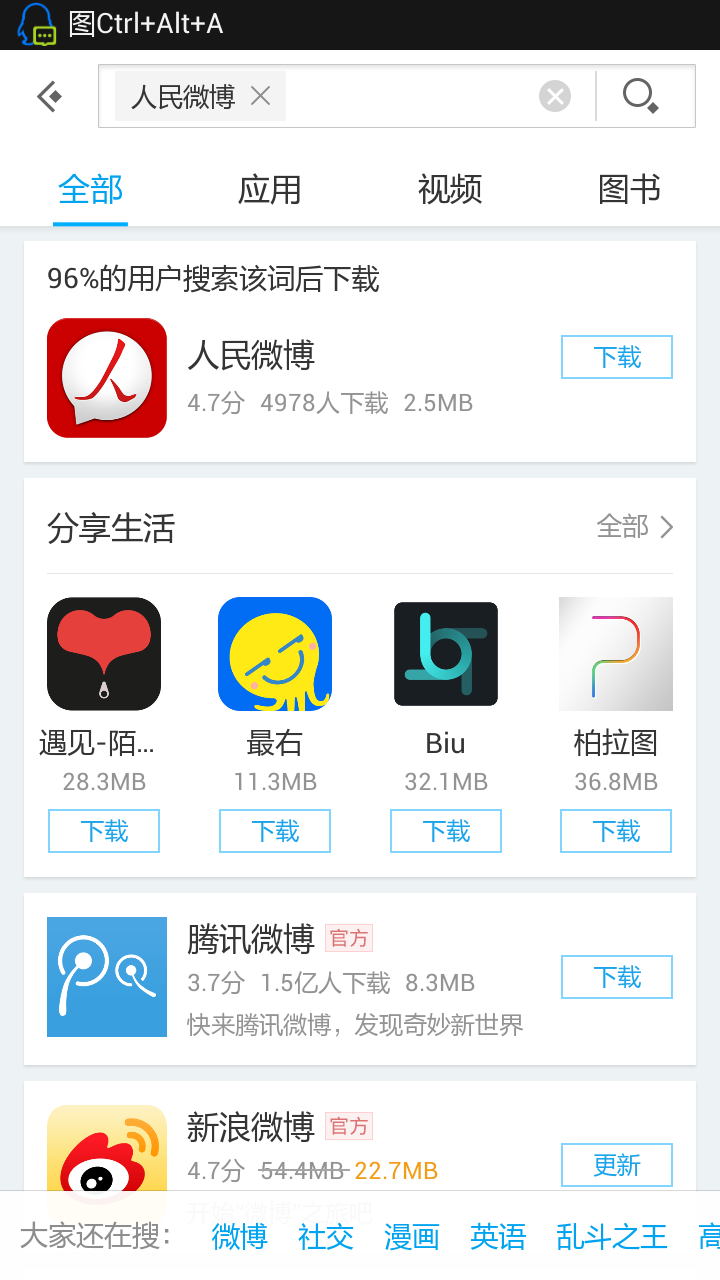 图Ctrl+Alt+A
人民微博
全部 应用 视频 图书
96%的用户搜索该词后下载
人民微博
下载
4.7分 4978人下载 2.5MB
分享生活 全部
遇见-陌... 最右 Biu 柏拉图
28.3MB 11.3MB 32.1MB 36.8MB
下载 下载 下载 下载
腾讯微博 官方
3.7分 1.5亿人下载 8.3MB
下载
快来腾讯微博，发现奇妙新世界
新浪微博 官方
4.7分 54.4MB 22.7MB
更新
开始"微博"之旅吧
大家还在搜： 微博 社交 漫画 英语 乱斗之王 高